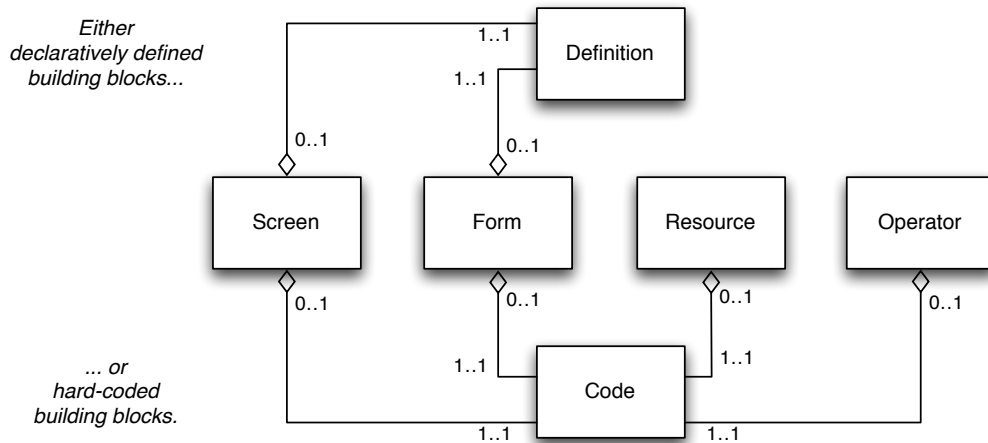 Either
declaratively defined
building blocks...
1..1
Definition
1..1
0..1
0..1
Screen
Form
Resource
Operator
0..1
0..1
0..1
0..1
1..1
1..1
... or
hard-coded
building blocks.
Code
1..1
1..1